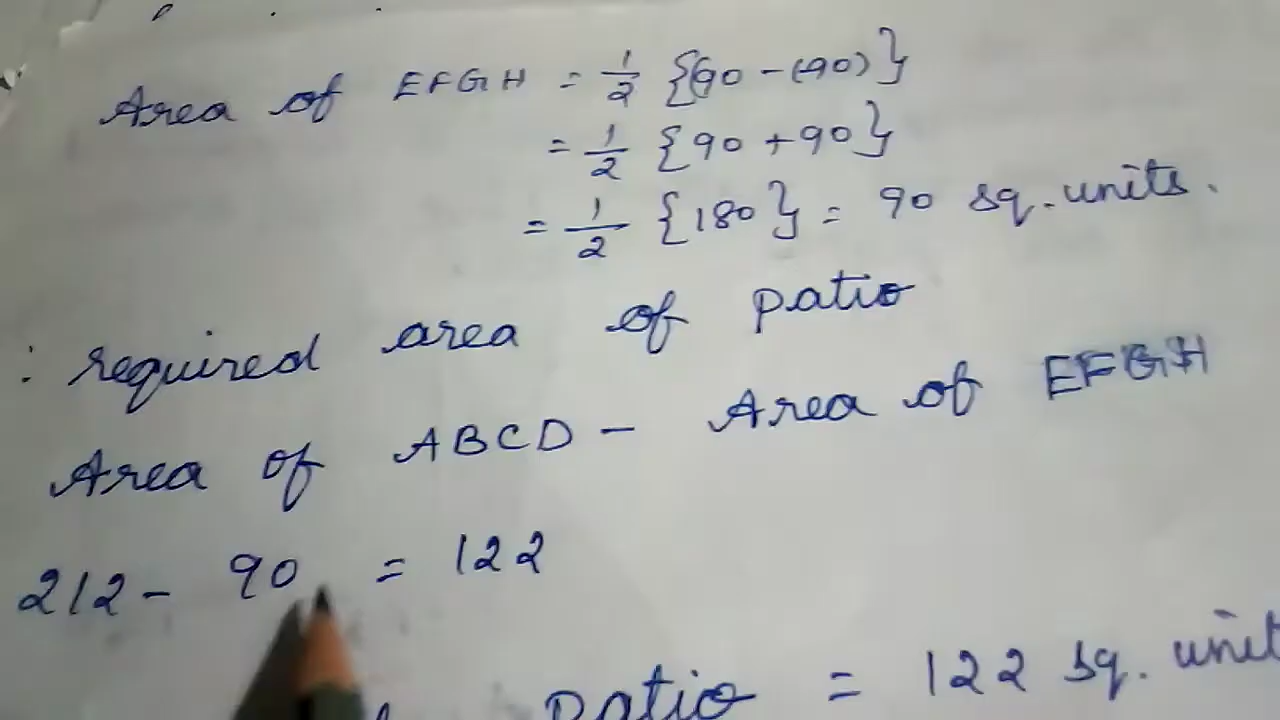 Area of EFGH = 1/2 {90 - (-90)}
= 1/2 {90 + 90}
= 1/2 {180} = 90 sq. units.
: required area of patio
Area of ABCD - Area of EFGH
212 - 90 = 122
patio = 122 sq. unit